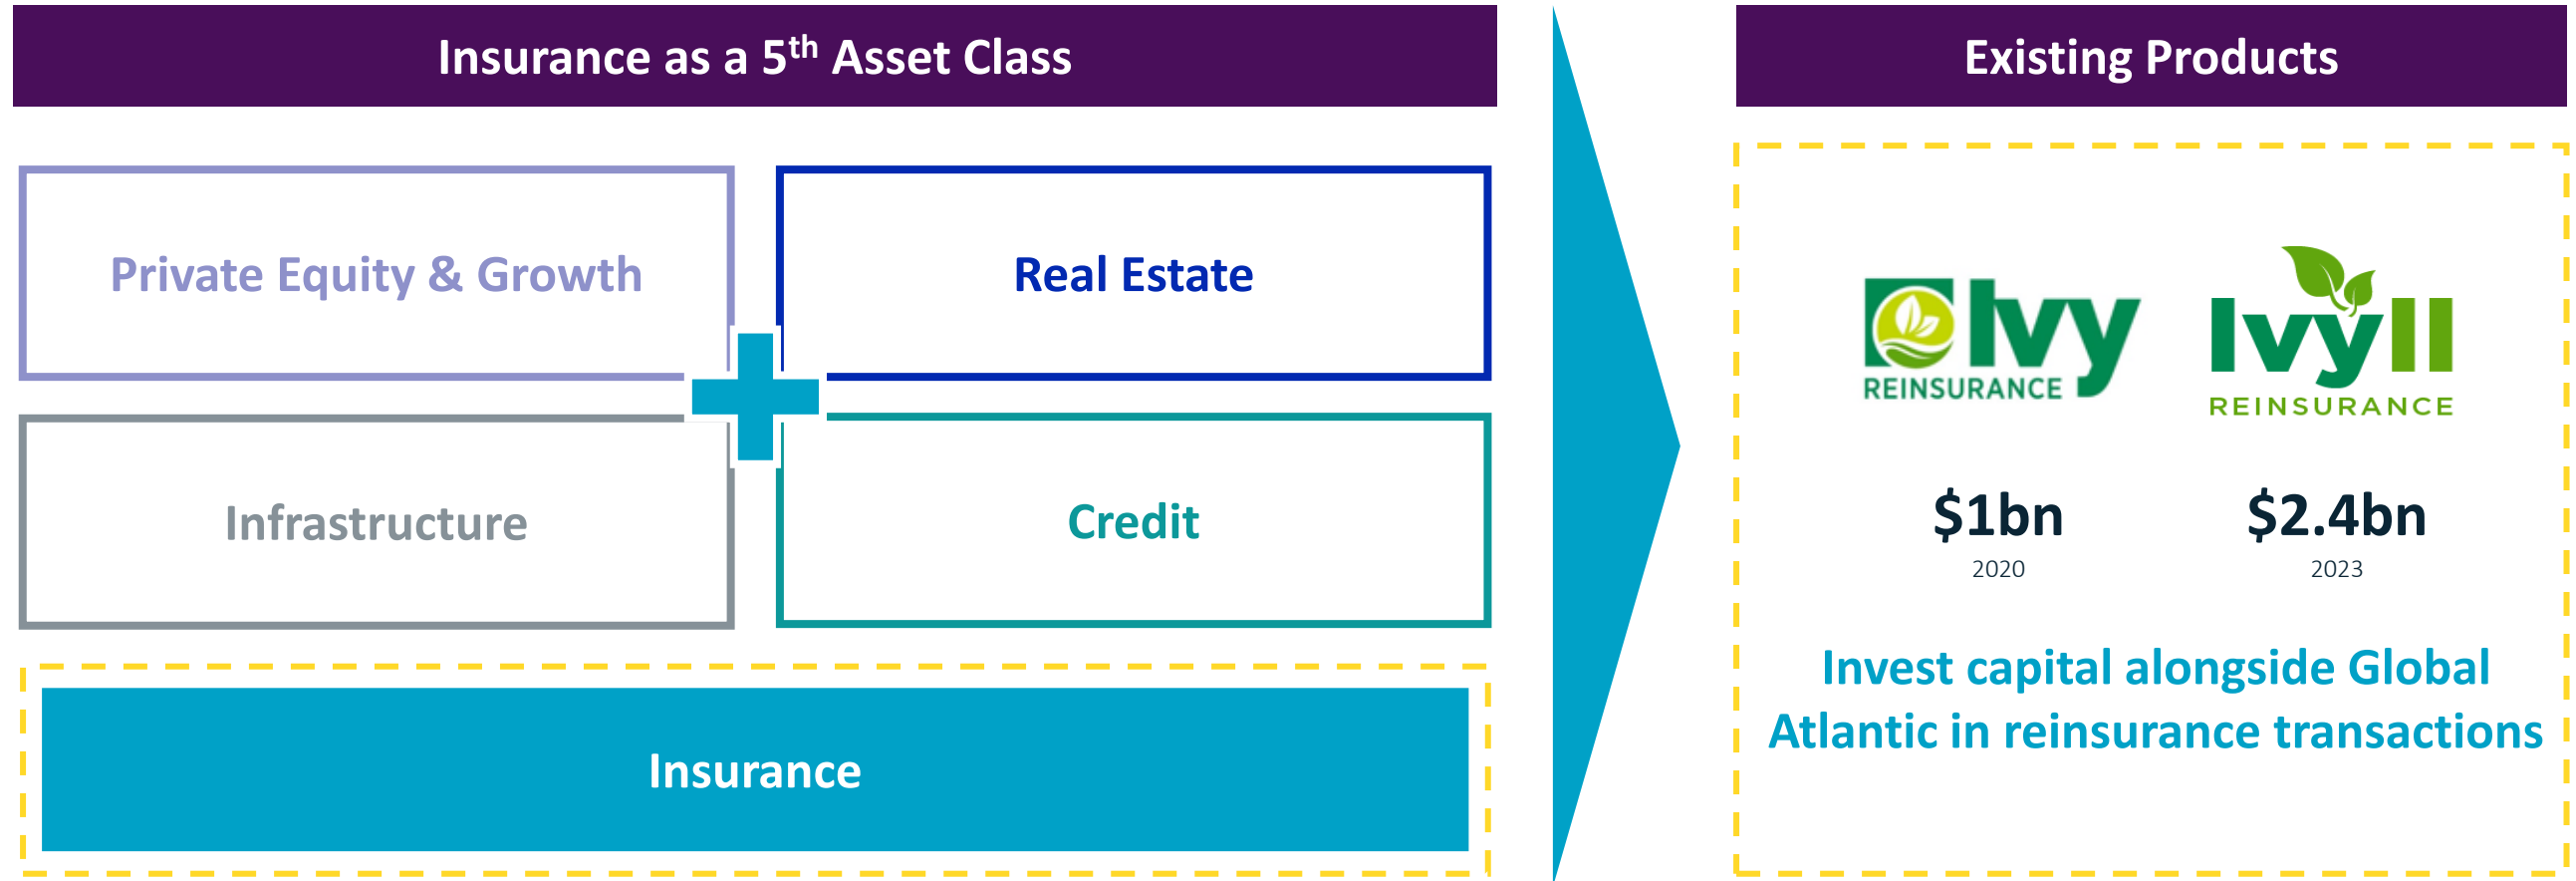 Insurance as a 5th Asset Class
Private Equity & Growth
Real Estate
Infrastructure
Credit
Insurance
Existing Products
Ivy
REINSURANCE
IvyII
REINSURANCE
$1bn
2020
$2.4bn
2023
Invest capital alongside Global
Atlantic in reinsurance transactions